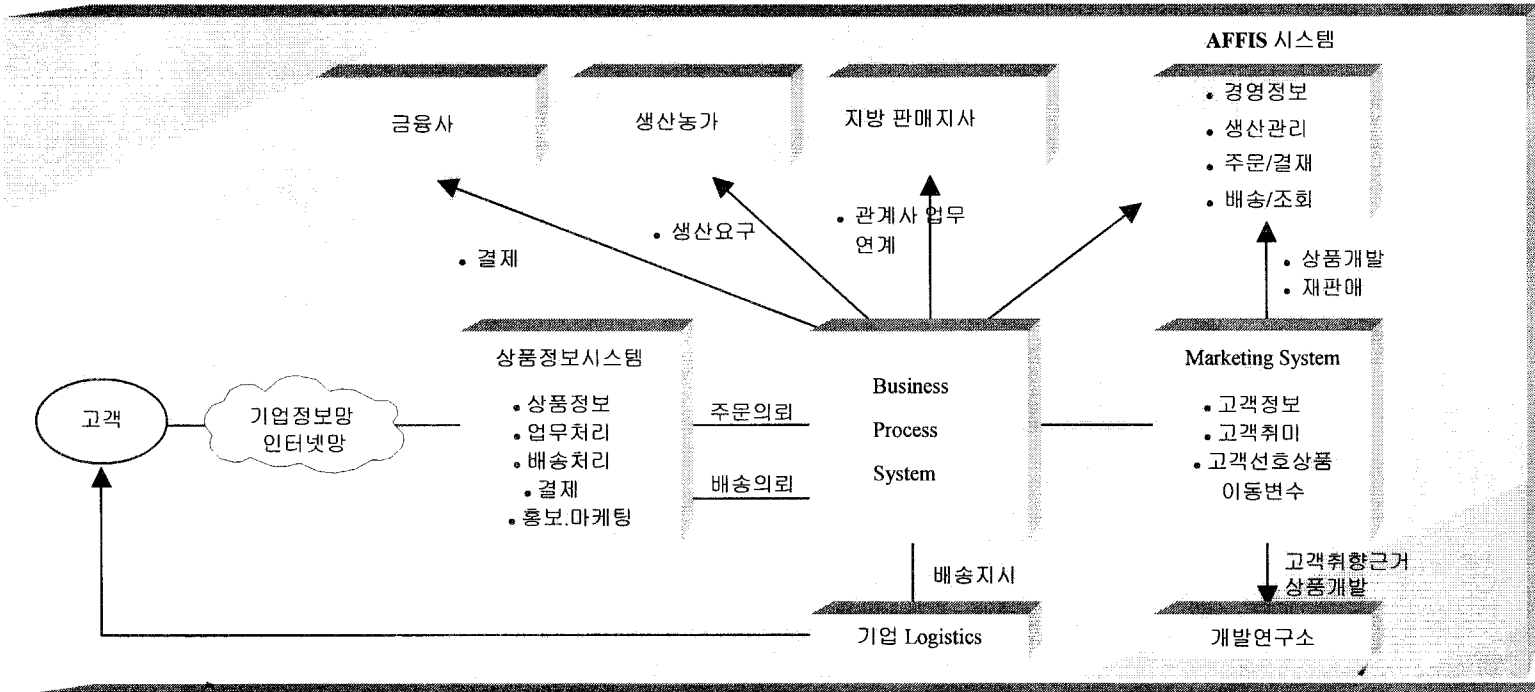 AFFIS 시스템
금융사
생산농가
지방 판매지사
• 경영정보
• 생산관리
• 주문/결재
• 배송/조회
• 결제
• 생산요구
• 관계사 업무
연계
• 상품개발
• 재판매
고객
기업정보망
인터넷망
상품정보시스템
• 상품정보
• 업무처리
• 배송처리
• 결제
• 홍보.마케팅
주문의뢰
배송의뢰
Business
Process
System
Marketing System
• 고객정보
• 고객취미
• 고객선호상품
이동변수
배송지시
고객취향근거
상품개발
기업 Logistics
개발연구소